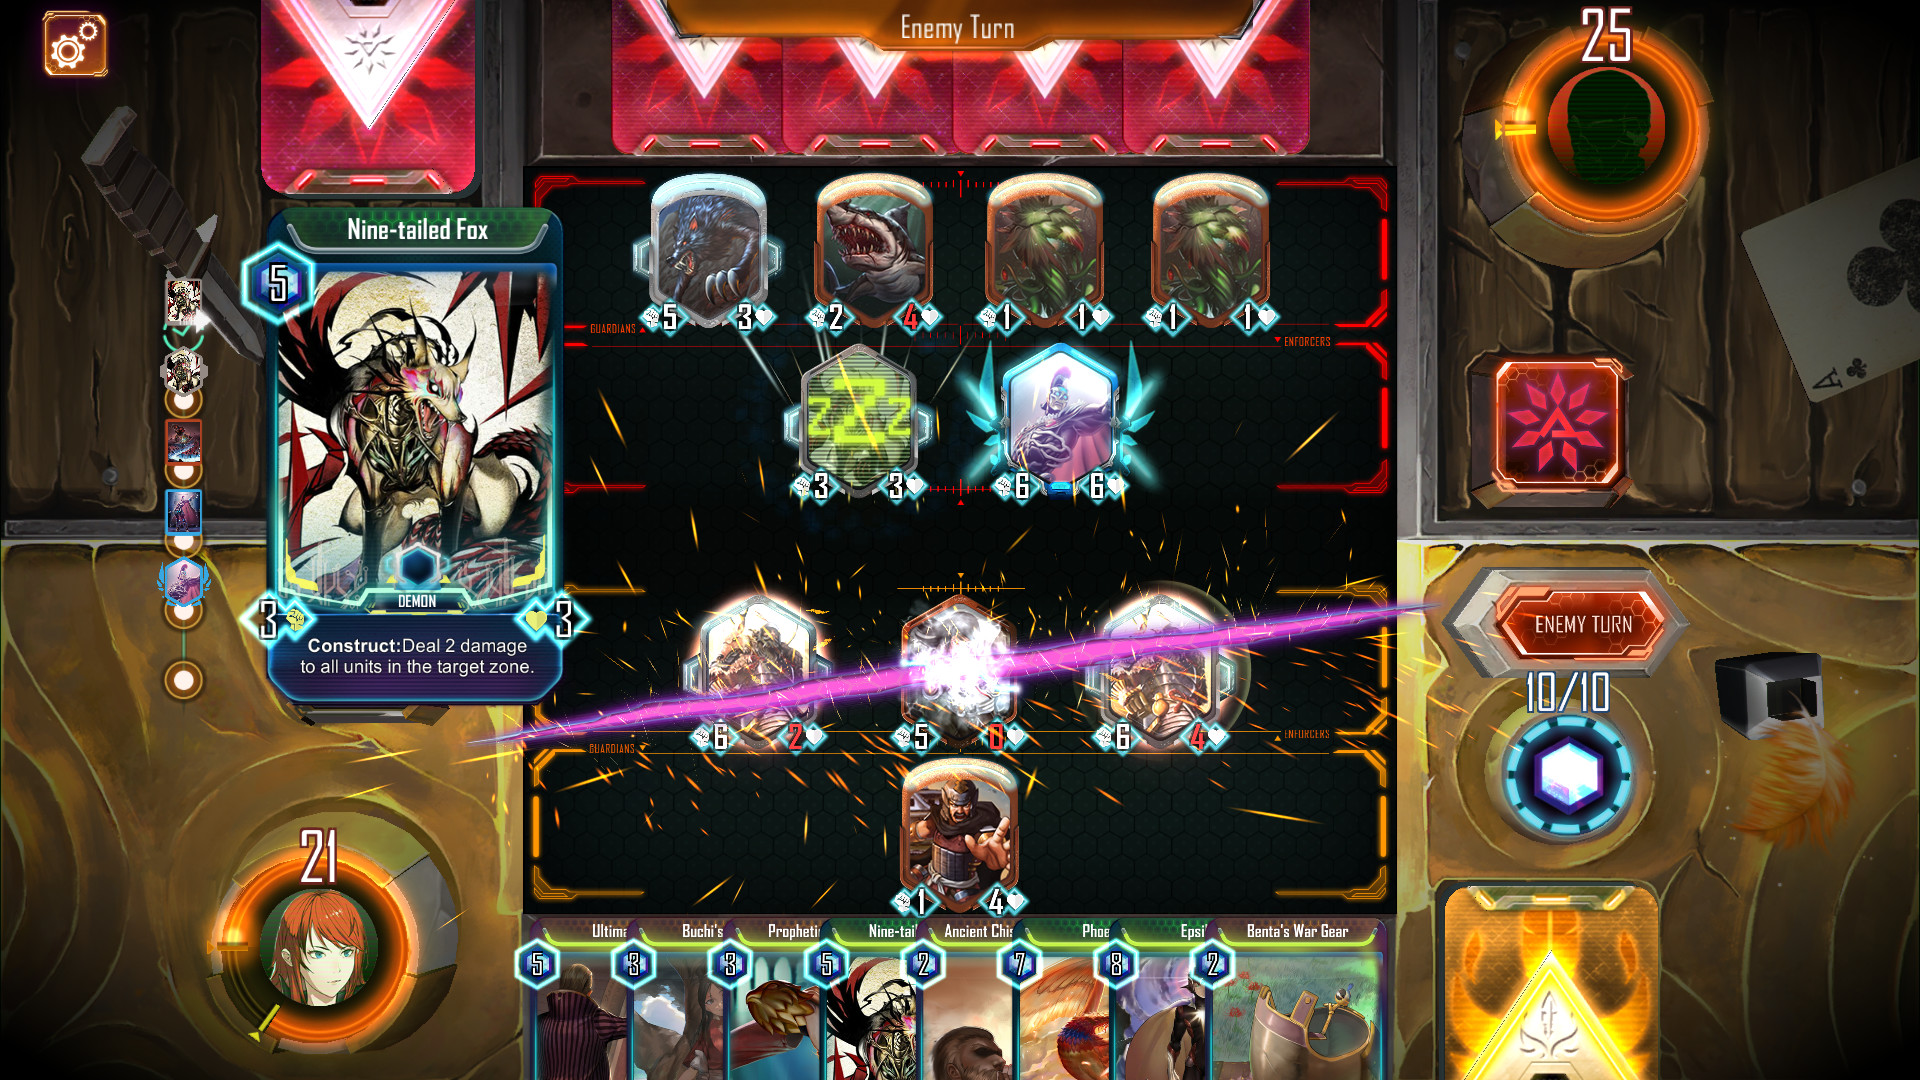 Enemy Turn
25
Nine-tailed Fox
5
DEMON
3 3
Construct:Deal 2 damage
to all units in the target zone.
5 3 2 4 1 1 1 1
GUARDIANS
ENFORCERS
ZZZ
3 3 6 6
A
ENEMY TURN
10/10
6 2 5 0 6 4
GUARDIANS
ENFORCERS
1 4
21
Ultima Buchi's Propheti Nine-tai Ancient Chi Phoe Epsi Benta's War Gear
5 3 3 5 2 7 8 2